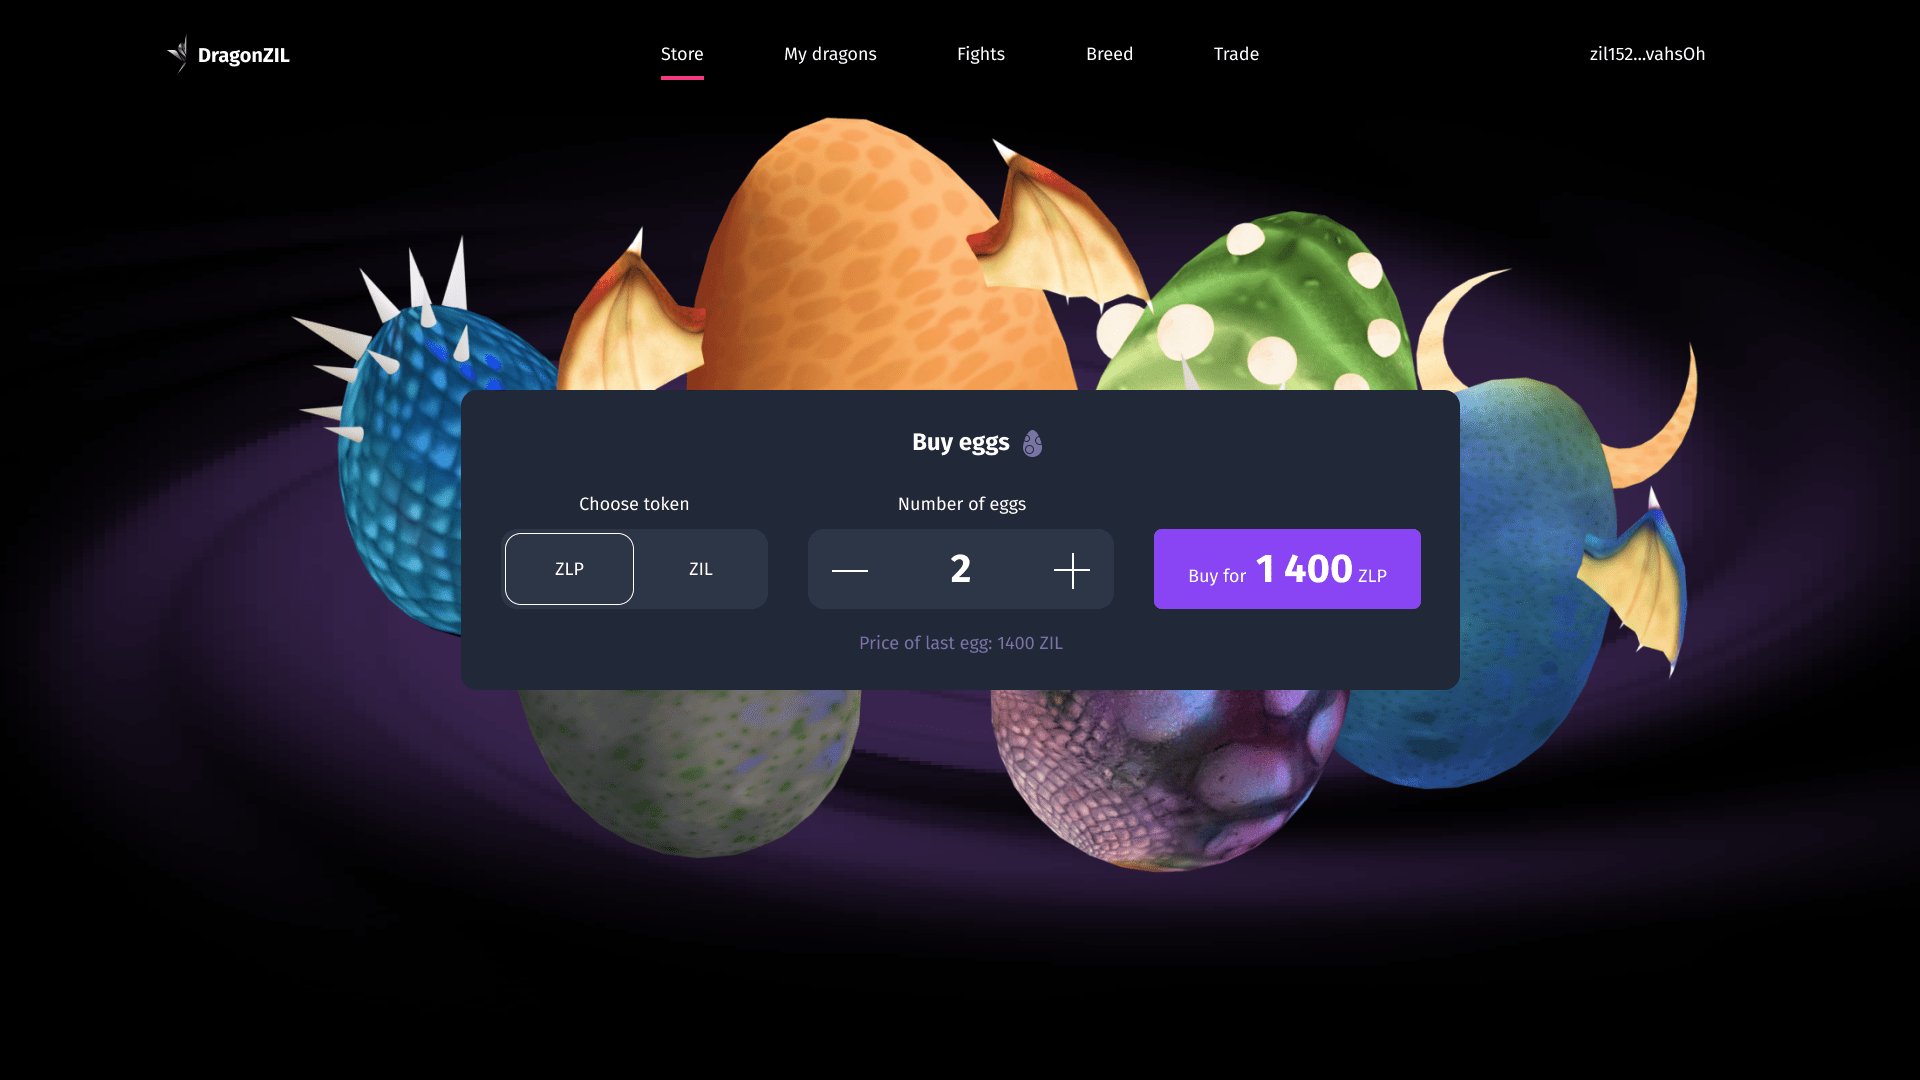 DragonZIL
Store
My dragons
Fights
Breed
Trade
zil152...vahsOh
Buy eggs
Choose token
Number of eggs
ZLP
ZIL
2
Buy for 1 400 ZLP
Price of last egg: 1400 ZIL